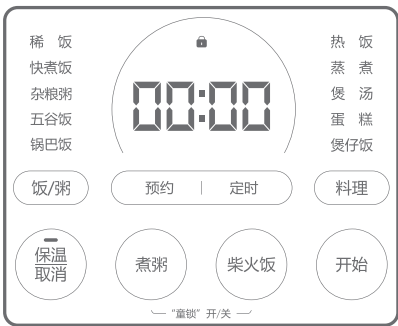 稀 饭
快煮饭
杂粮粥
五谷饭
锅巴饭
00:00
热 饭
蒸 煮
煲 汤
蛋 糕
煲仔饭
饭/粥
预约 | 定时
料理
保温
取消
煮粥
柴火饭
开始
“童锁” 开/关